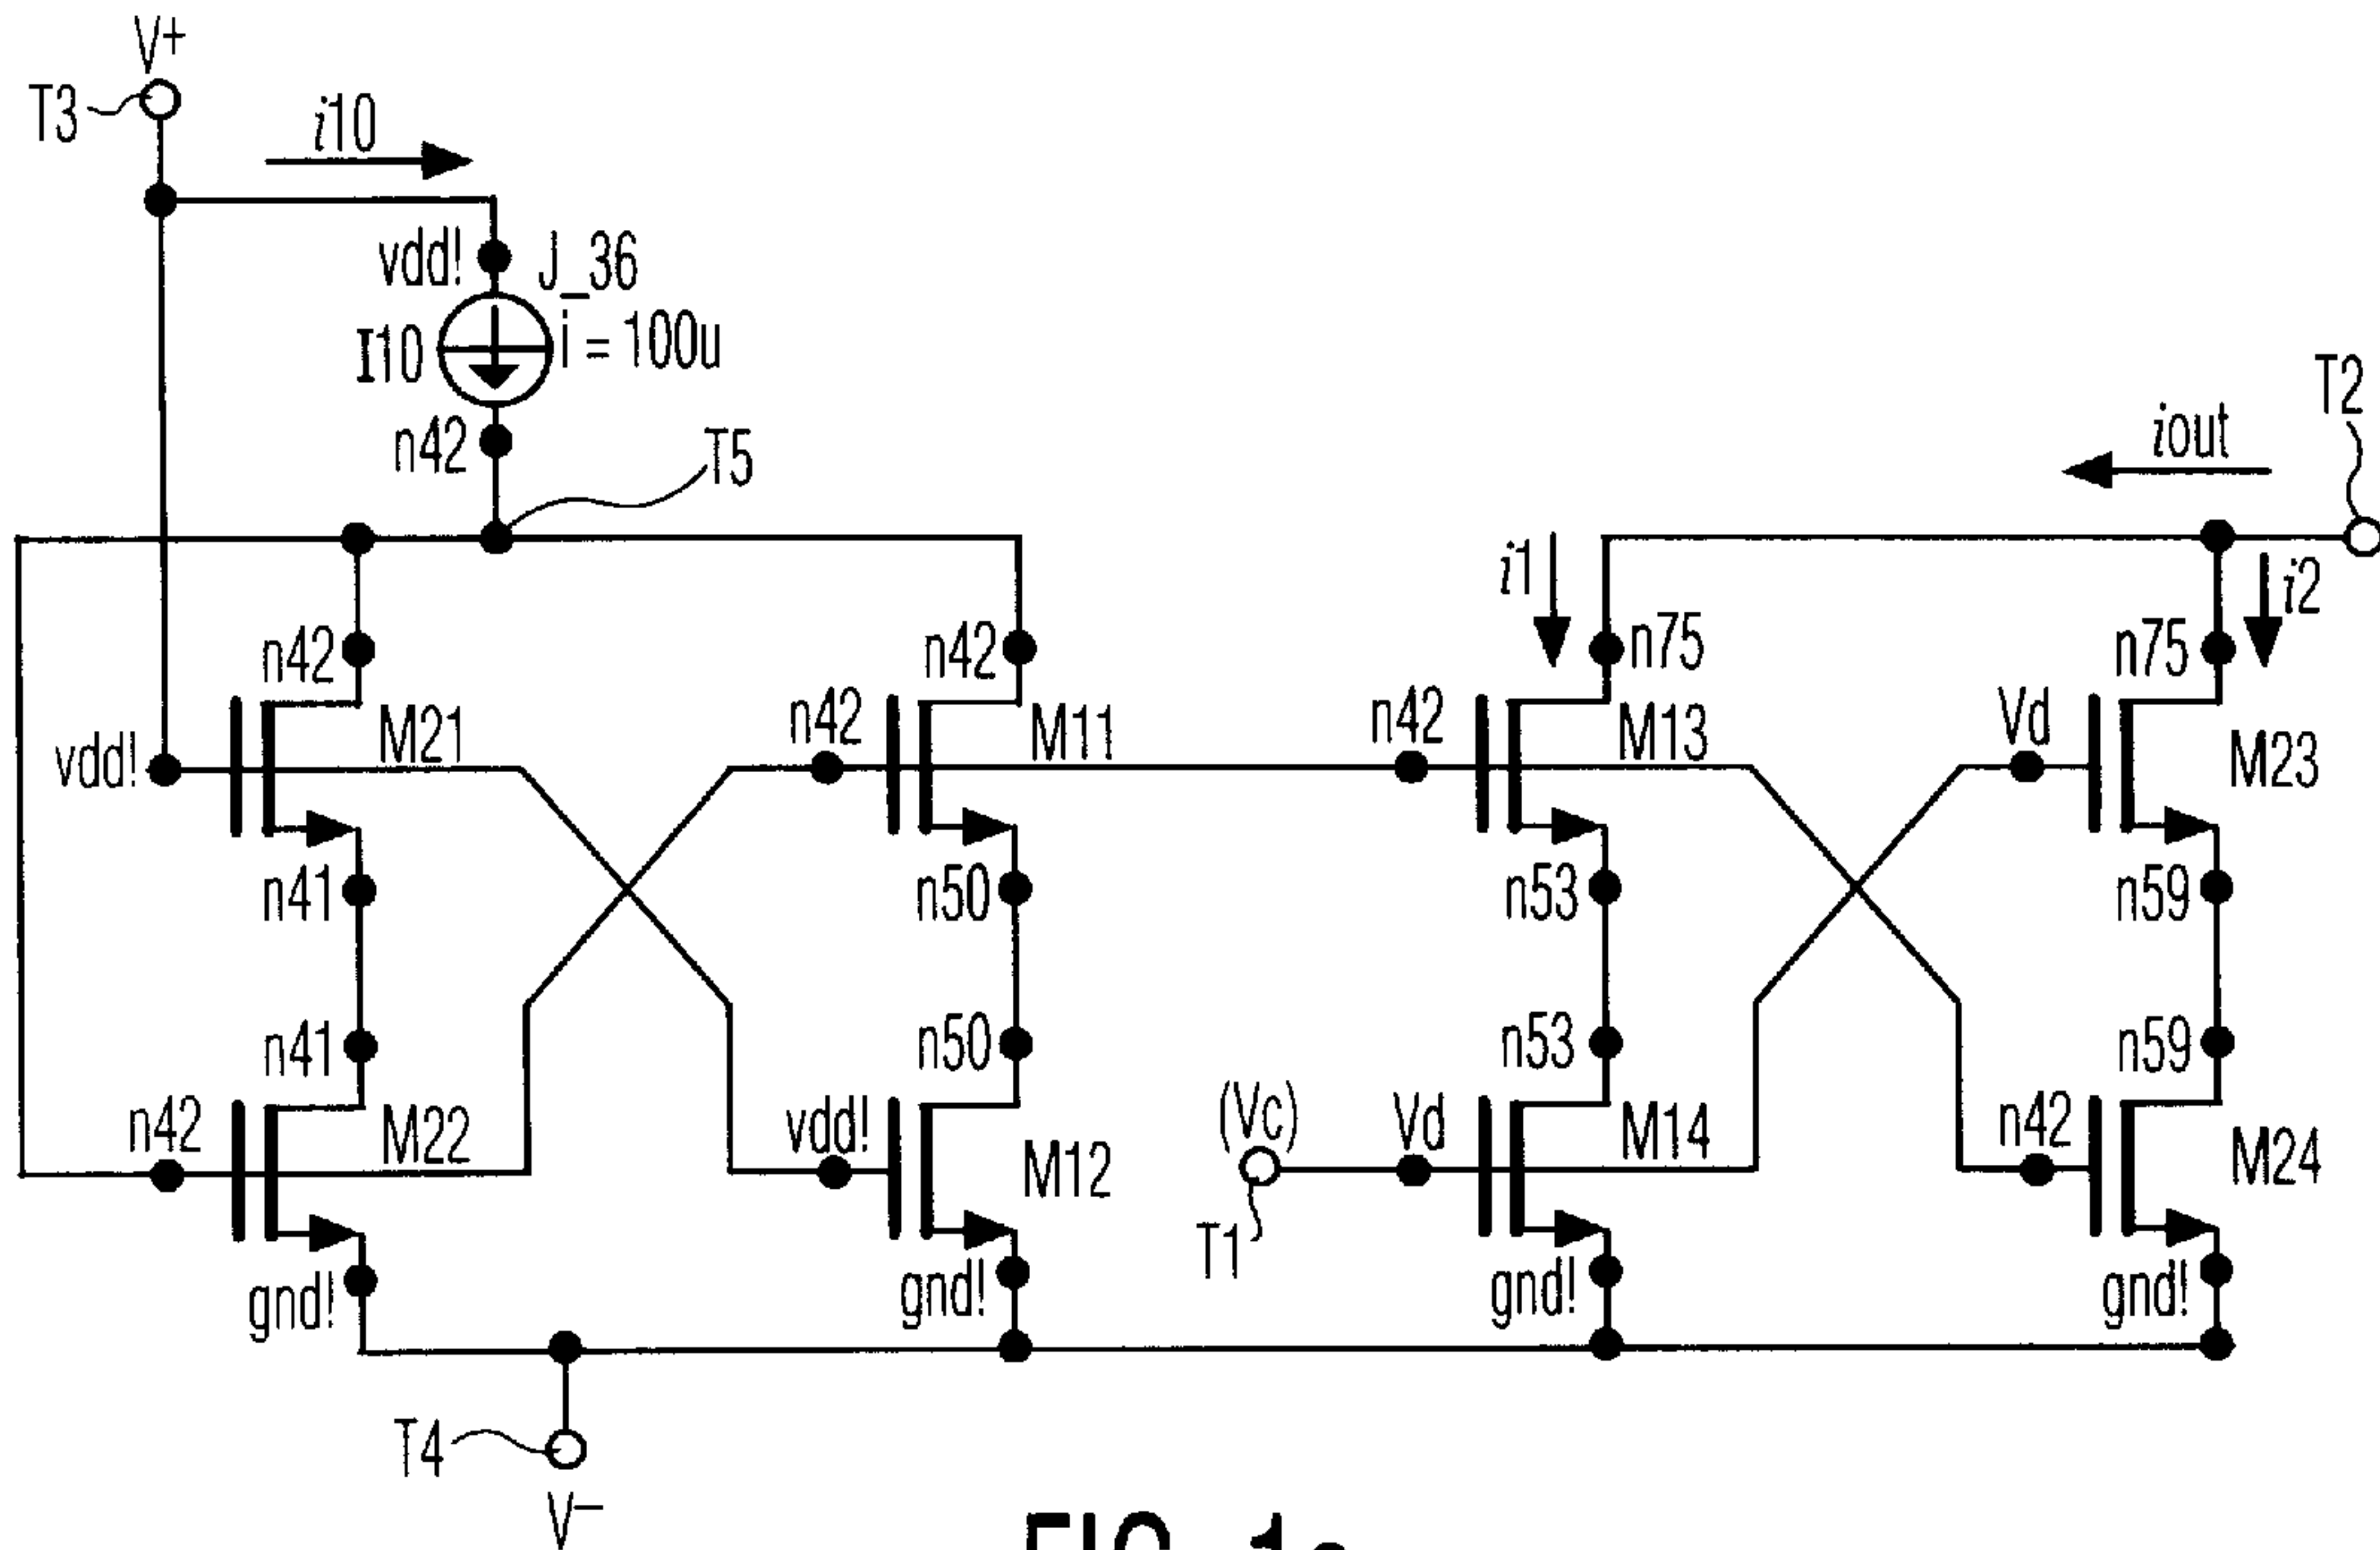 V+
T3
i10
vdd!
J_36
I10
i = 100u
n42
T5
T2
iout
i1
i2
n42
n42
n75
n75
vdd!
M21
n42
M11
n42
M13
Vd
M23
n41
n50
n53
n59
n41
n50
n53
n59
n42
M22
vdd!
M12
(Vc)
T1
Vd
M14
n42
M24
gnd!
gnd!
gnd!
gnd!
T4
V−